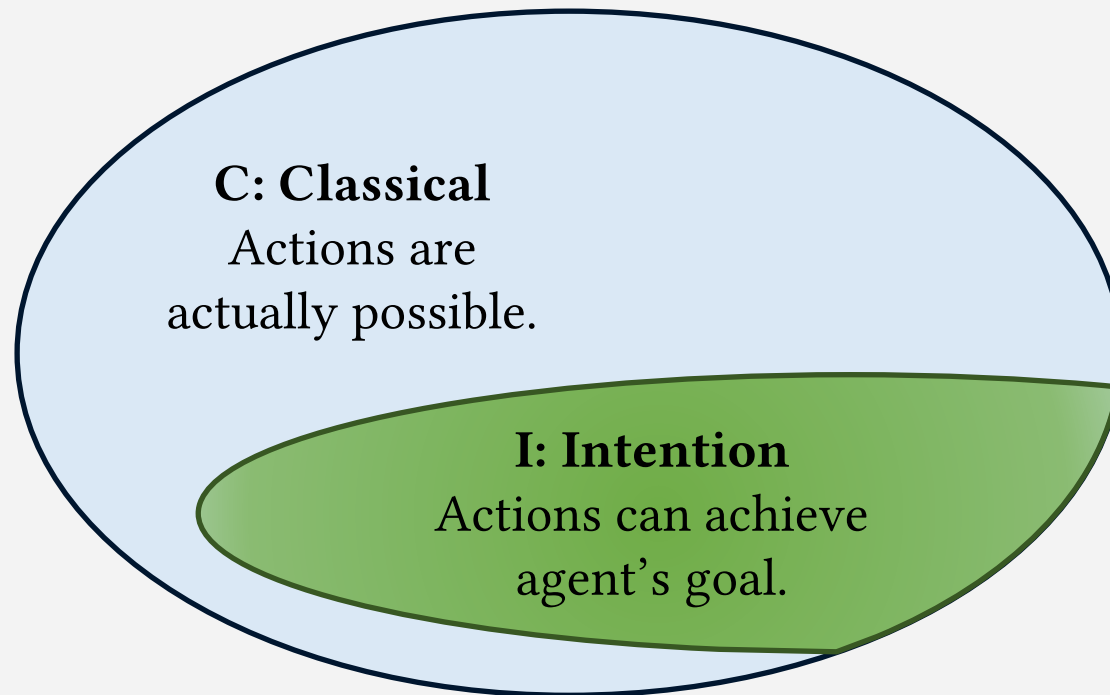 C: Classical
Actions are
actually possible.
I: Intention
Actions can achieve
agent’s goal.